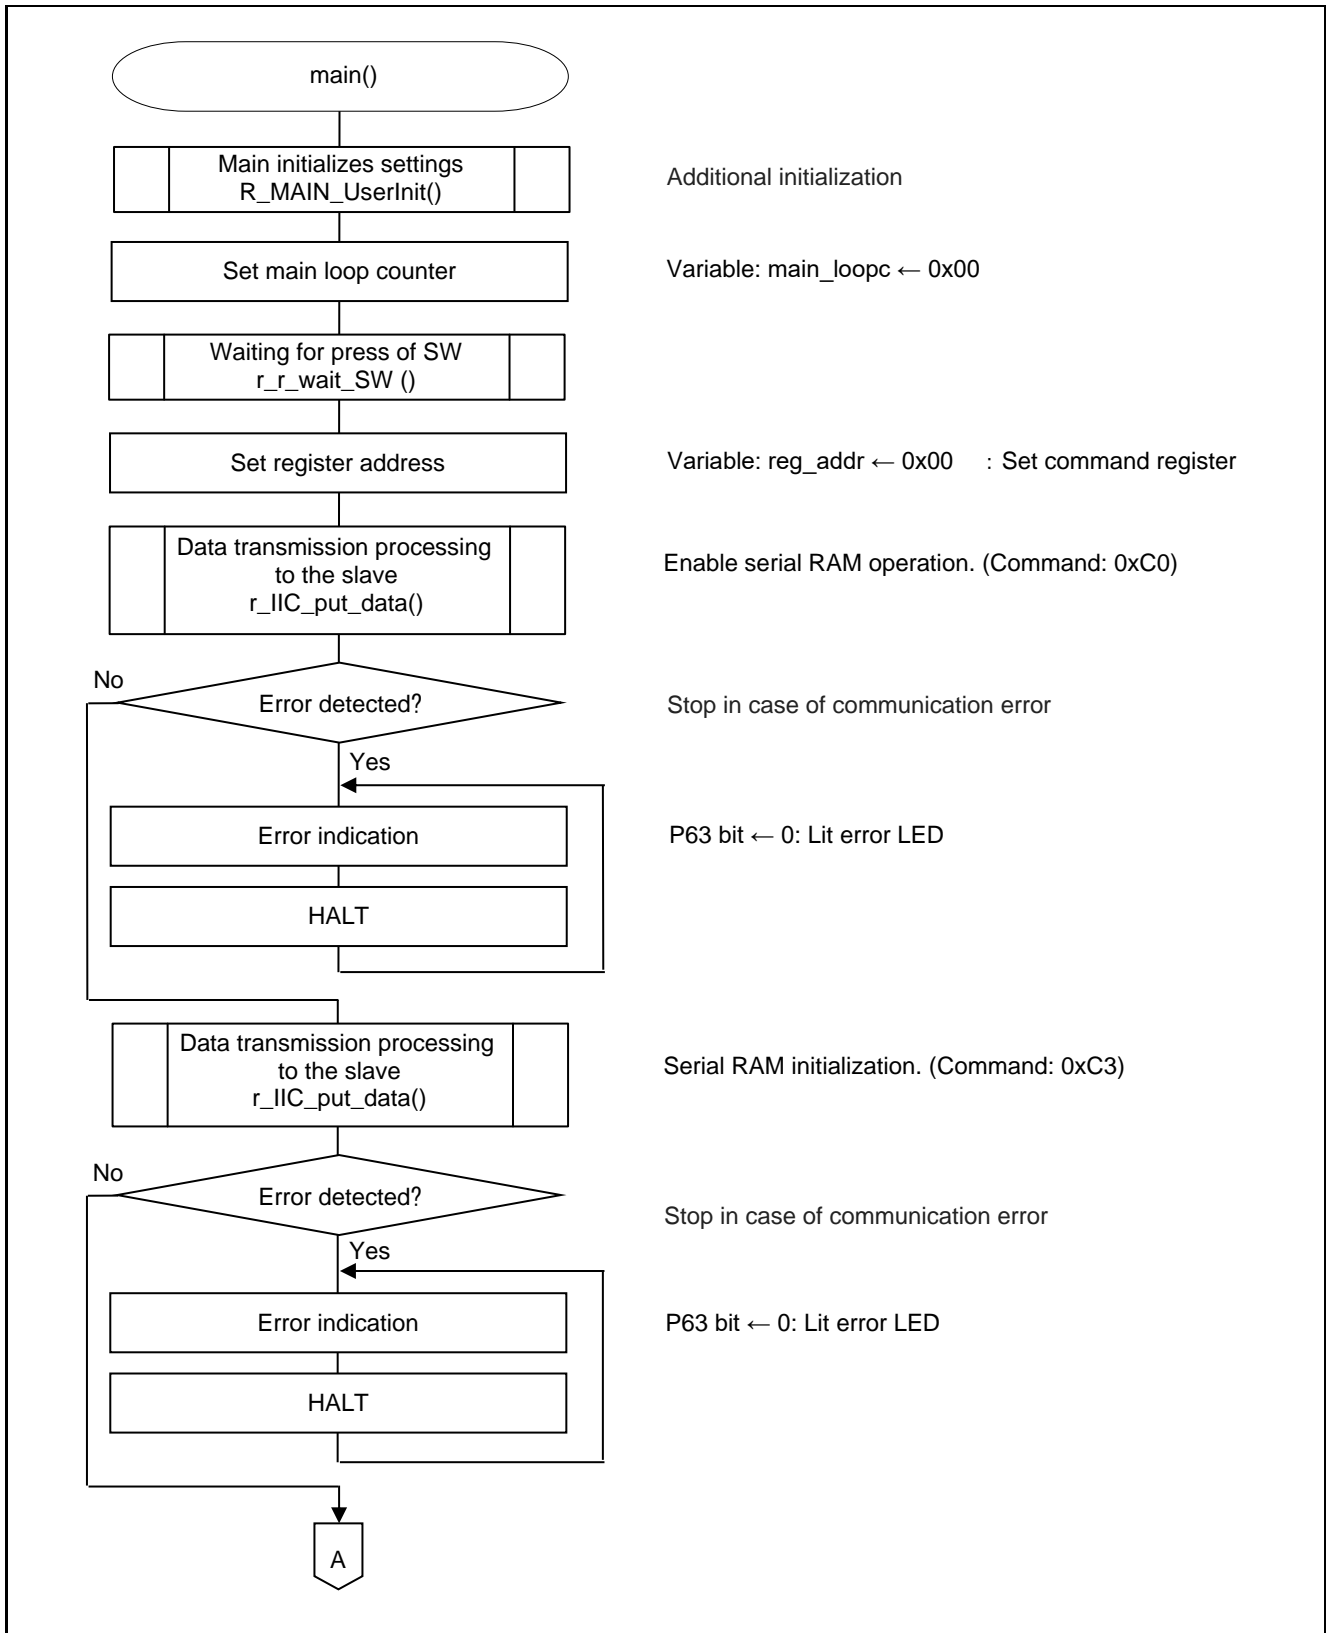 main()
Main initializes settings
R_MAIN_UserInit()
Additional initialization
Set main loop counter
Variable: main_loopc ← 0x00
Waiting for press of SW
r_r_wait_SW ()
Set register address
Variable: reg_addr ← 0x00 : Set command register
Data transmission processing
to the slave
r_IIC_put_data()
Enable serial RAM operation. (Command: 0xC0)
No
Error detected?
Stop in case of communication error
Yes
Error indication
P63 bit ← 0: Lit error LED
HALT
Data transmission processing
to the slave
r_IIC_put_data()
Serial RAM initialization. (Command: 0xC3)
No
Error detected?
Stop in case of communication error
Yes
Error indication
P63 bit ← 0: Lit error LED
HALT
A